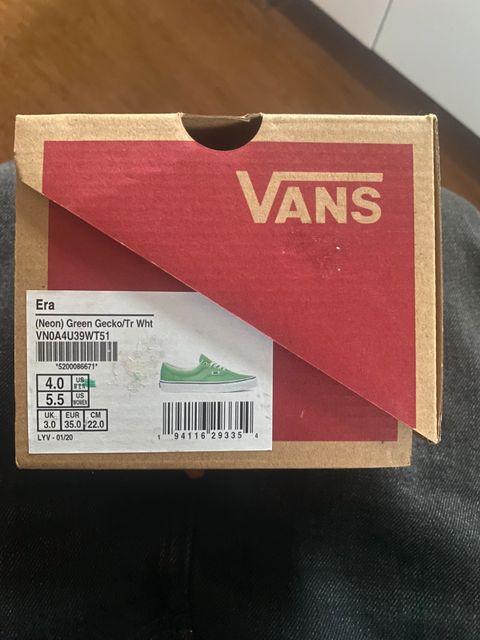 VANS
Era
(Neon) Green Gecko/Tr Wht
VN0A4U39WT51
*5200086671*
4.0 US MEN
5.5 US WOMEN
UK EUR CM
3.0 35.0 22.0
LYV - 01/20
1 94116 29335 4